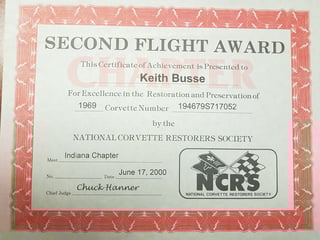 SECOND FLIGHT AWARD
CHAPTER
This Certificate of Achievement is Presented to
Keith Busse
For Excellence in the Restoration and Preservation of
1969 Corvette Number 194679S717052
by the
NATIONAL CORVETTE RESTORERS SOCIETY
Meet Indiana Chapter
No. Date June 17, 2000
Chief Judge Chuck Hanner
NCRS
NATIONAL CORVETTE RESTORERS SOCIETY